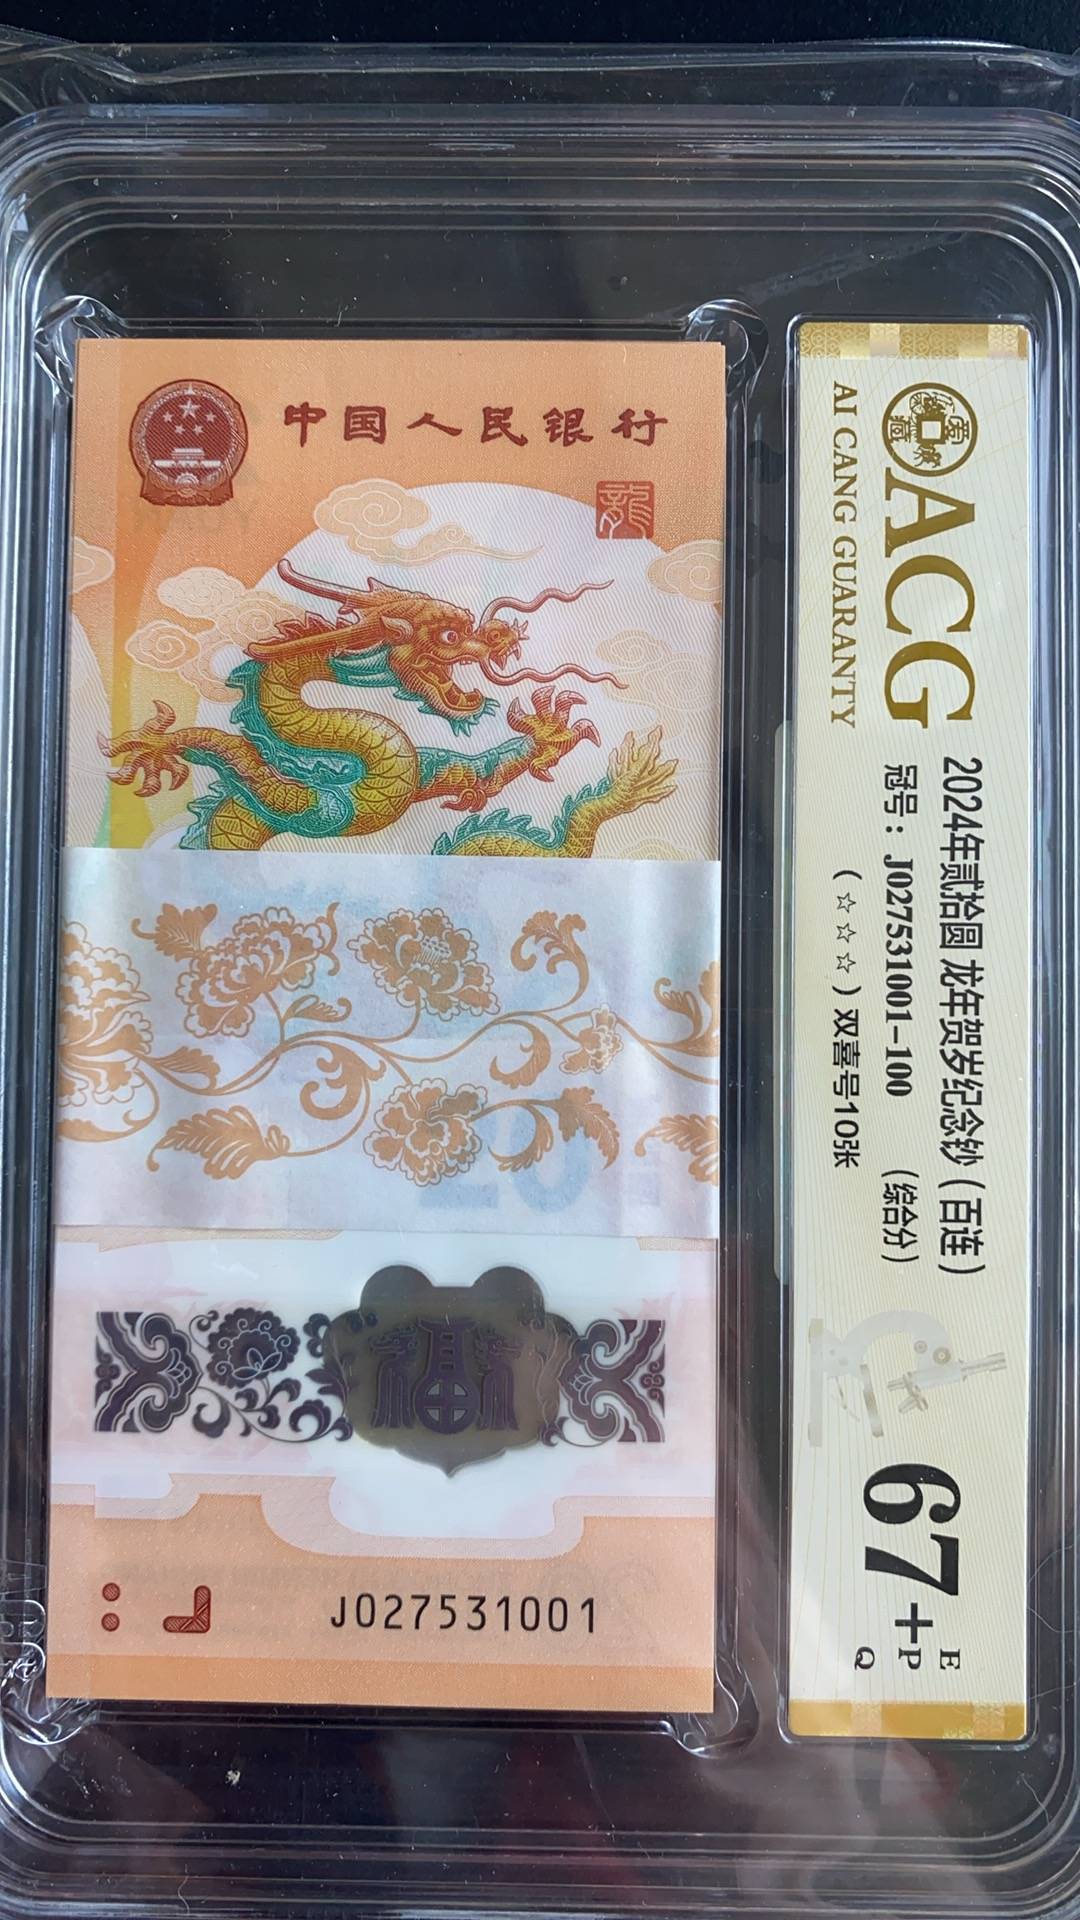 中国人民银行
龍
福
J027531001
ACG
AI CANG GUARANTY
2024年贰拾圆 龙年贺岁纪念钞（百连）
冠号：J027531001-100 （综合分）
（☆☆☆）双喜号10张
67+
E
P
Q